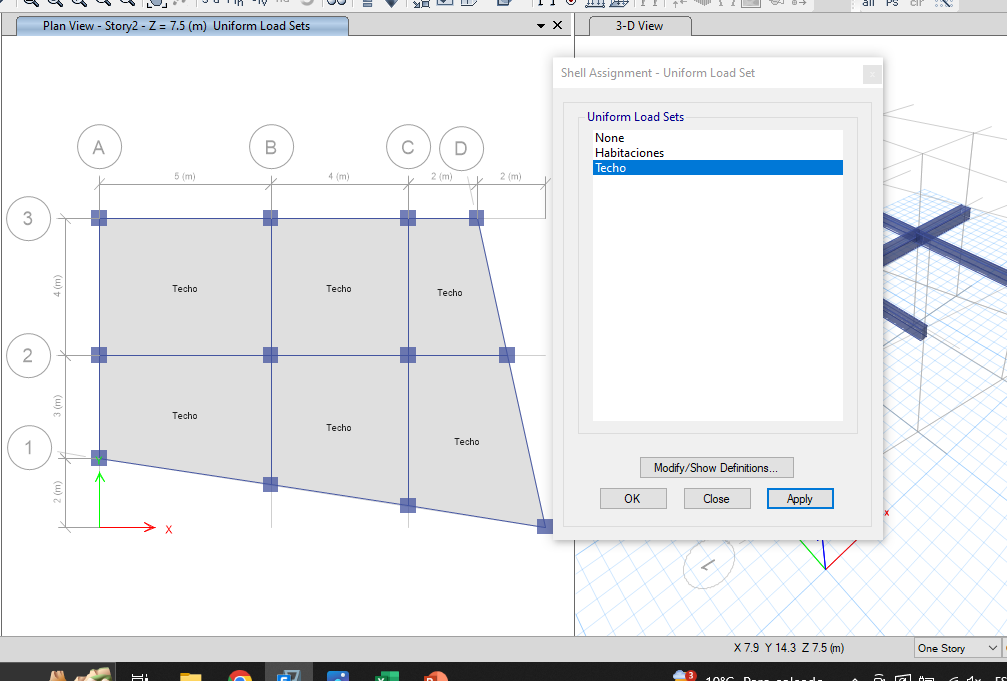 all
Plan View - Story2 - Z = 7.5 (m) Uniform Load Sets
3-D View
Shell Assignment - Uniform Load Set
Uniform Load Sets
None
Habitaciones
Techo
A
B
C
D
5 (m)
4 (m)
2 (m)
2 (m)
3
4 (m)
Techo
Techo
Techo
2
3 (m)
Techo
Techo
Techo
1
2 (m)
X
Modify/Show Definitions...
OK
Close
Apply
x
X 7.9 Y 14.3 Z 7.5 (m)
One Story
3